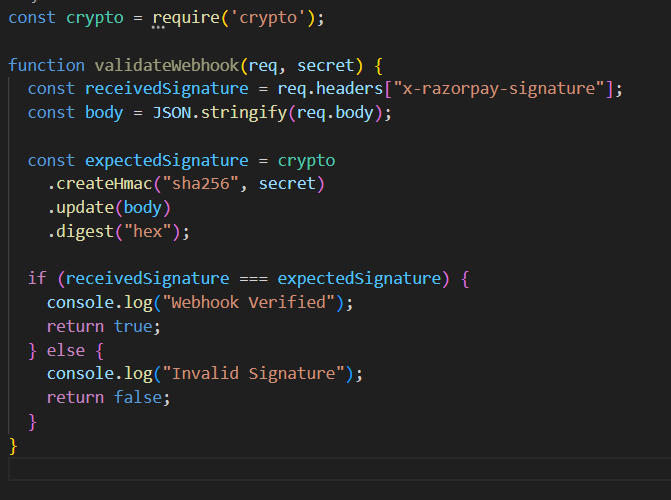 const crypto = require('crypto');

function validateWebhook(req, secret) {
  const receivedSignature = req.headers["x-razorpay-signature"];
  const body = JSON.stringify(req.body);

  const expectedSignature = crypto
    .createHmac("sha256", secret)
    .update(body)
    .digest("hex");

  if (receivedSignature === expectedSignature) {
    console.log("Webhook Verified");
    return true;
  } else {
    console.log("Invalid Signature");
    return false;
  }
}